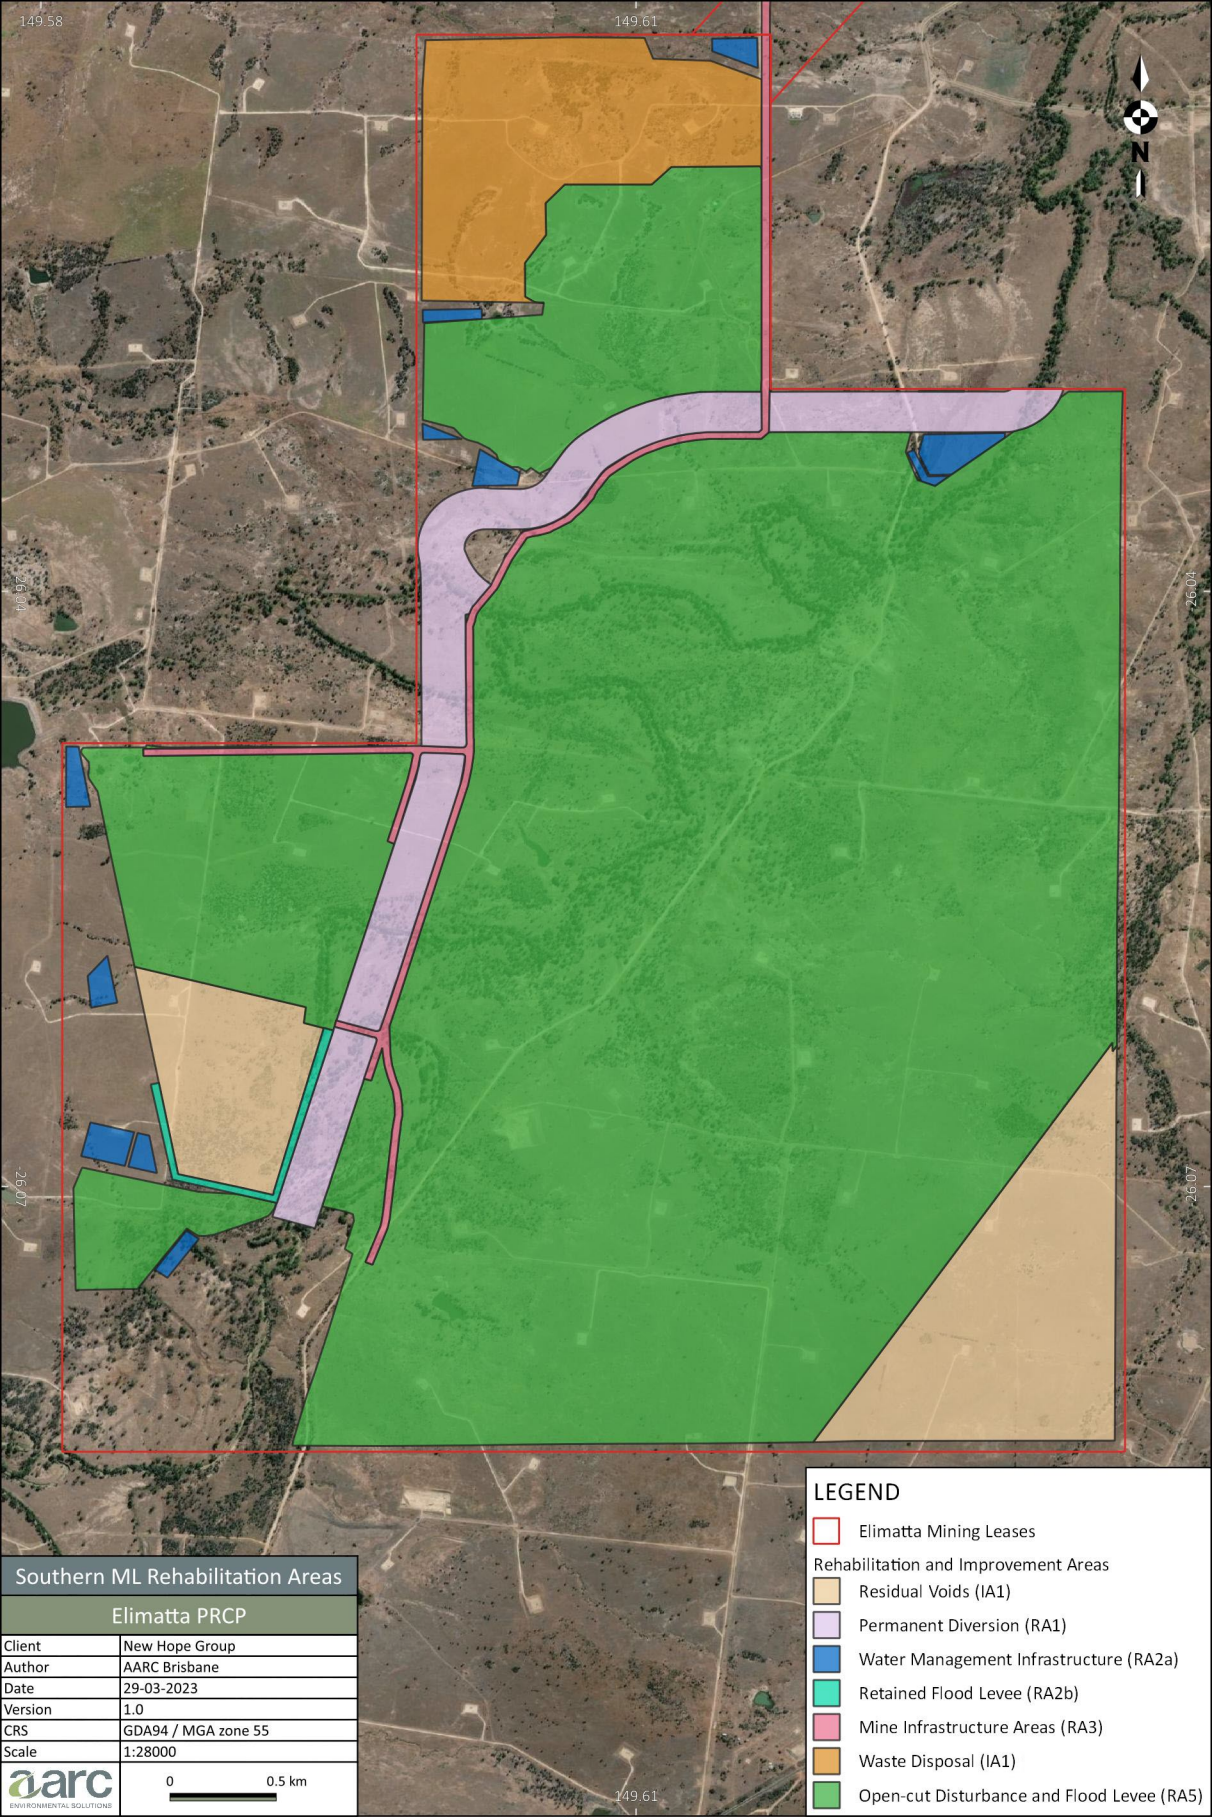 149.58
149.61
N
-26.04
-26.04
-26.07
-26.07
LEGEND
Elimatta Mining Leases
Rehabilitation and Improvement Areas
Residual Voids (IA1)
Permanent Diversion (RA1)
Water Management Infrastructure (RA2a)
Retained Flood Levee (RA2b)
Mine Infrastructure Areas (RA3)
Waste Disposal (IA1)
Open-cut Disturbance and Flood Levee (RA5)
Southern ML Rehabilitation Areas
Elimatta PRCP
Client New Hope Group
Author AARC Brisbane
Date 29-03-2023
Version 1.0
CRS GDA94 / MGA zone 55
Scale 1:28000
aarc
ENVIRONMENTAL SOLUTIONS
0 0.5 km
149.61